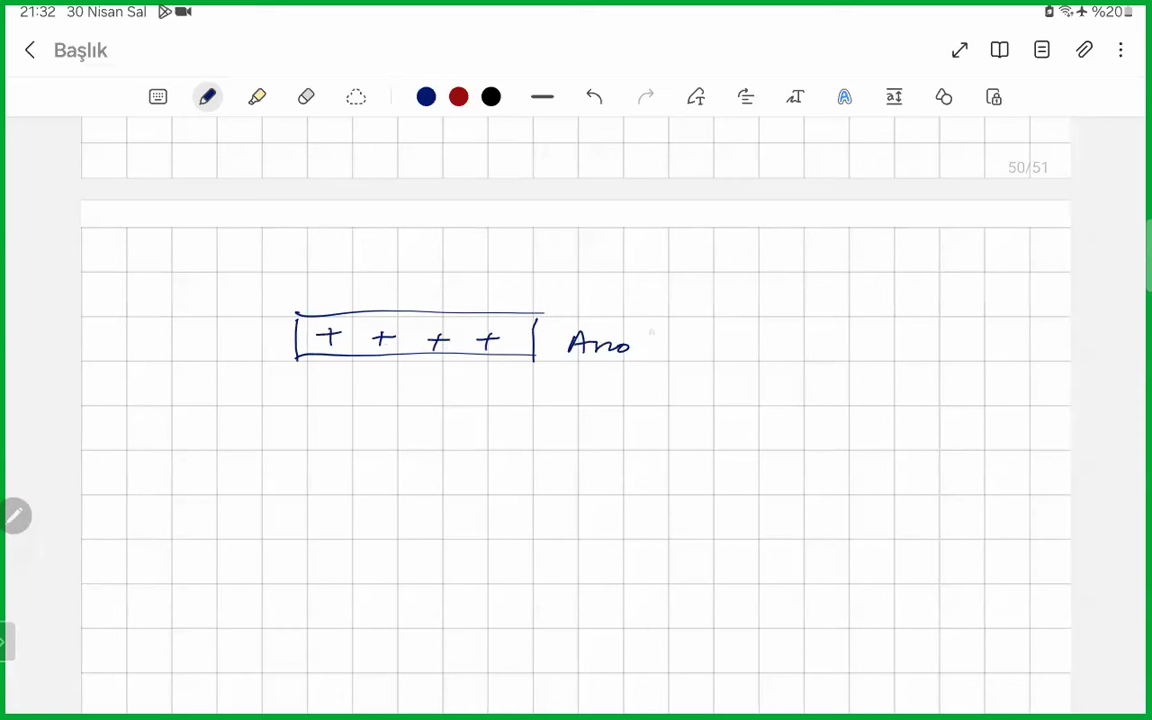 21:32 30 Nisan Sal %20
Başlık
50/51
+ + + + Ano